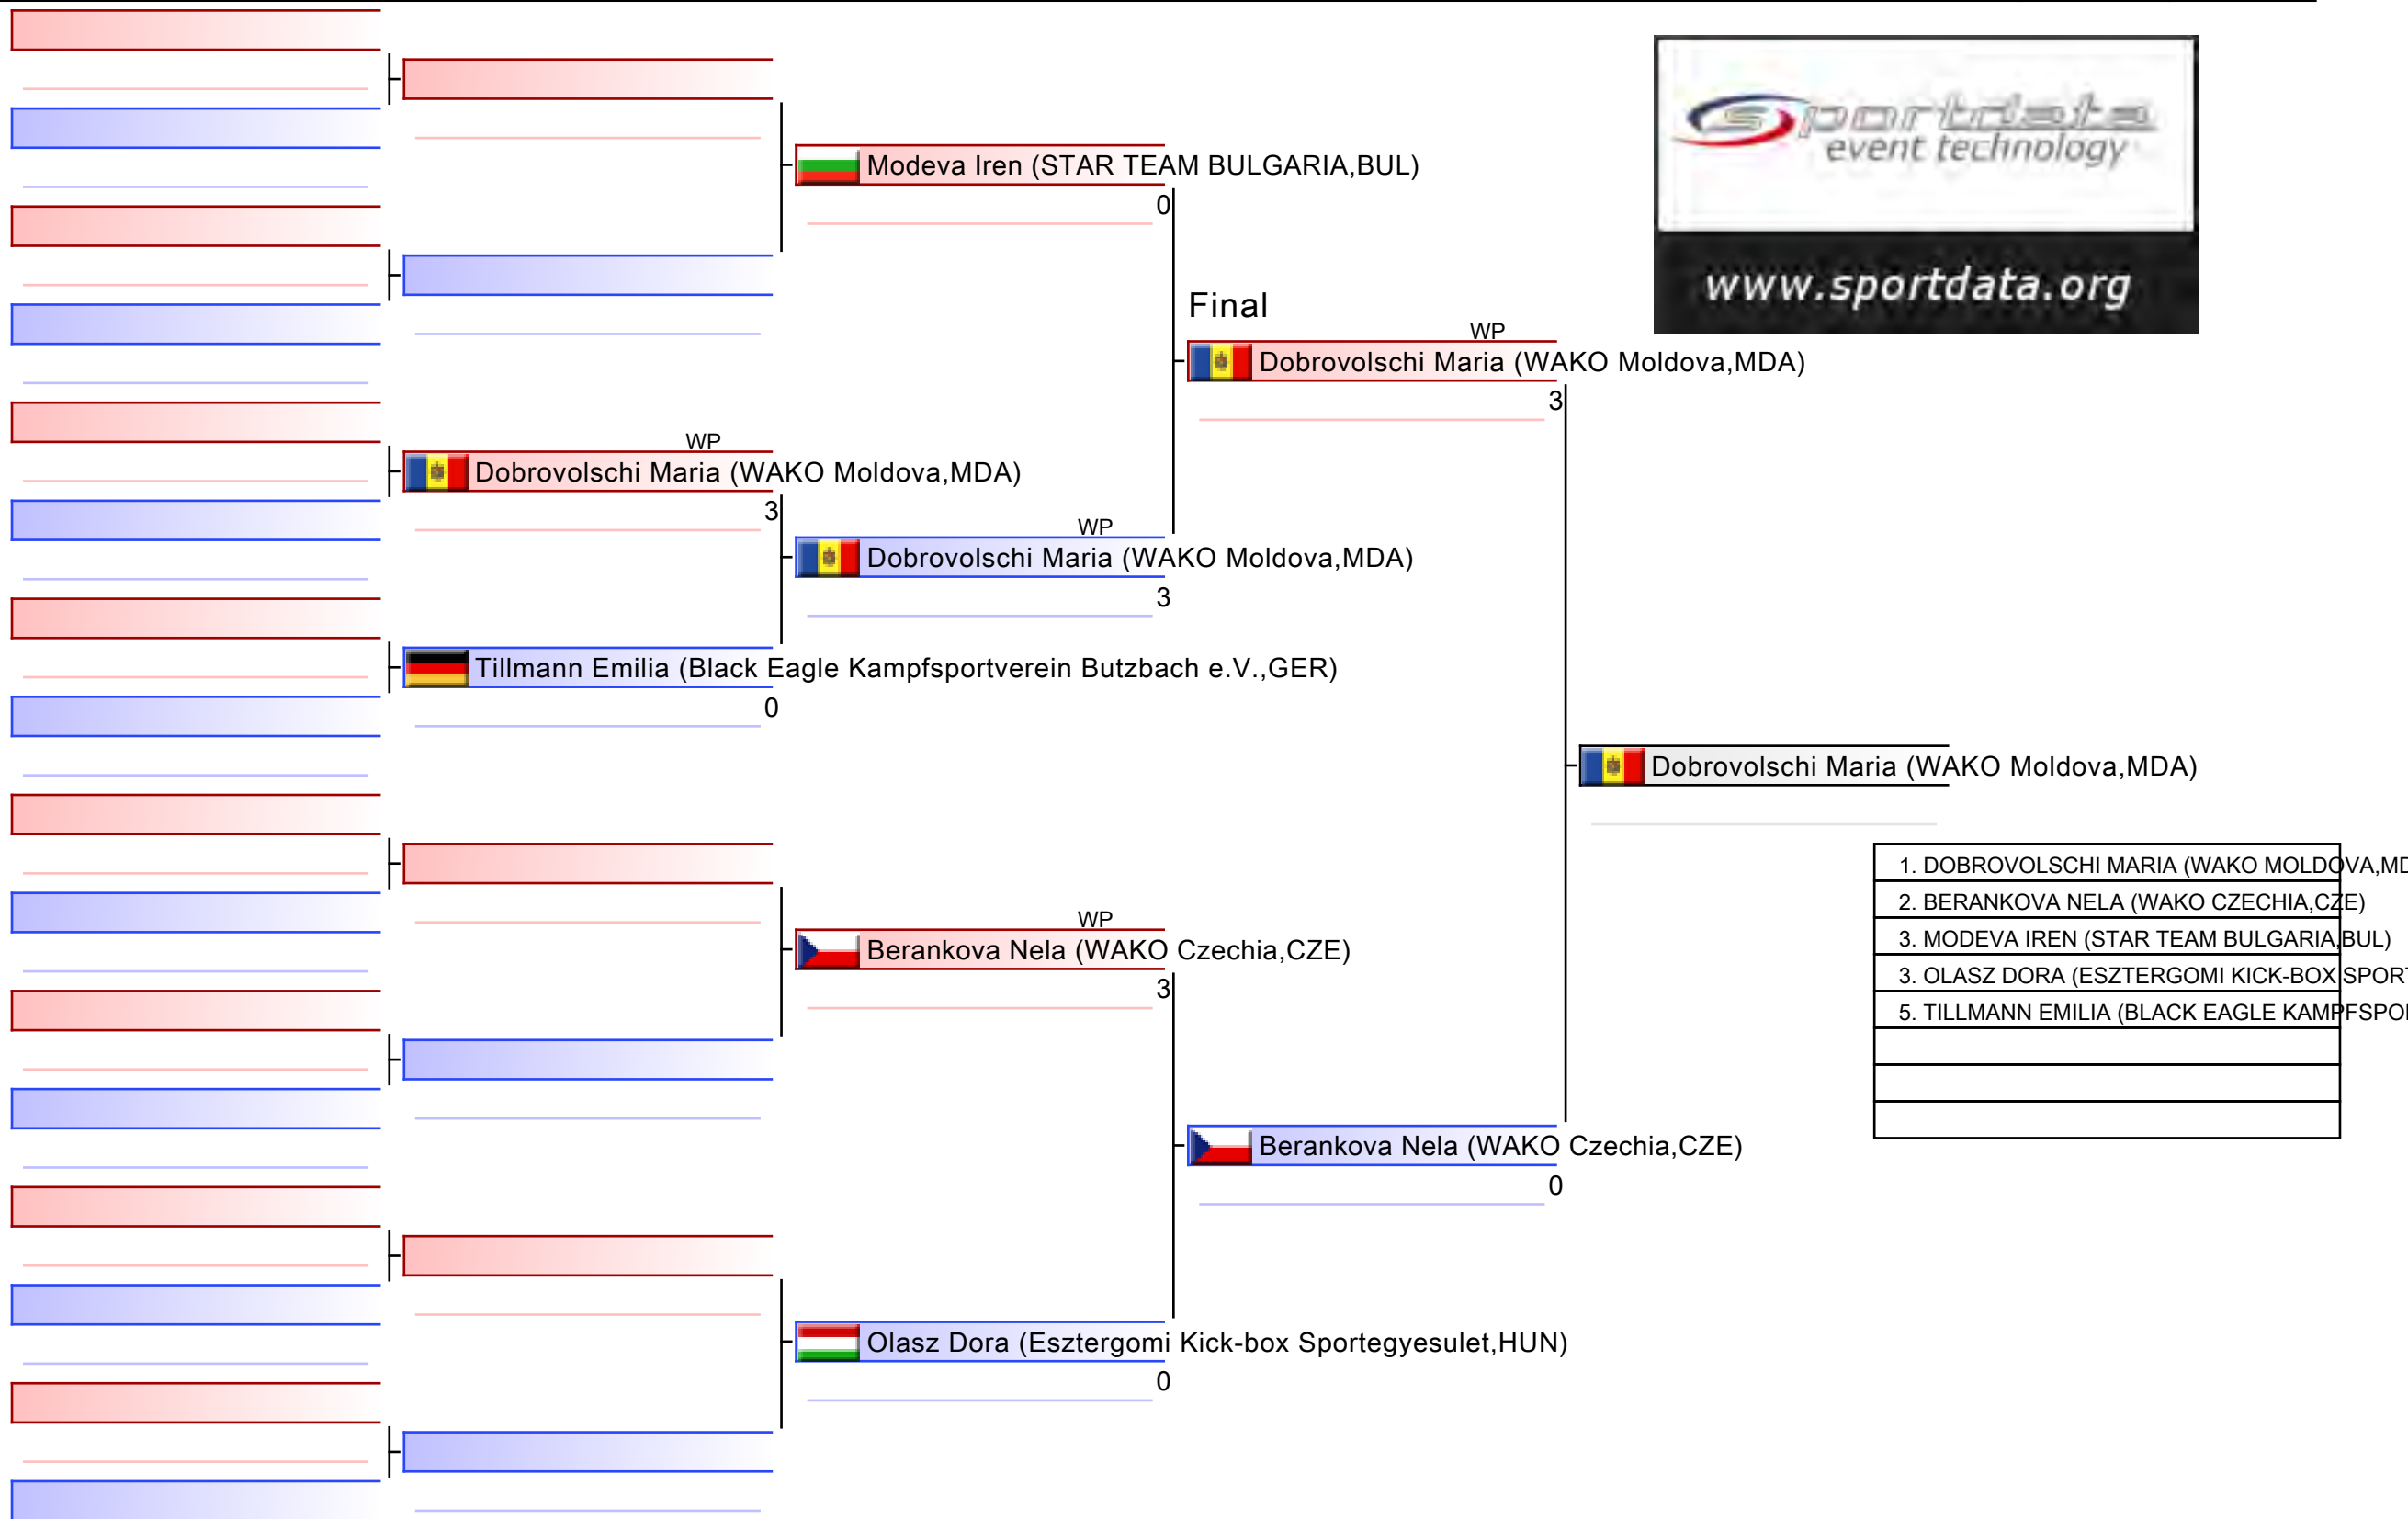 sportdata
event technology
www.sportdata.org
Modeva Iren (STAR TEAM BULGARIA,BUL)
0
Final
WP
Dobrovolschi Maria (WAKO Moldova,MDA)
3
WP
Dobrovolschi Maria (WAKO Moldova,MDA)
3
WP
Dobrovolschi Maria (WAKO Moldova,MDA)
3
Tillmann Emilia (Black Eagle Kampfsportverein Butzbach e.V.,GER)
0
Dobrovolschi Maria (WAKO Moldova,MDA)
1. DOBROVOLSCHI MARIA (WAKO MOLDOVA,MD
2. BERANKOVA NELA (WAKO CZECHIA,CZE)
3. MODEVA IREN (STAR TEAM BULGARIA,BUL)
3. OLASZ DORA (ESZTERGOMI KICK-BOX SPORT
5. TILLMANN EMILIA (BLACK EAGLE KAMPFSPO
WP
Berankova Nela (WAKO Czechia,CZE)
3
Berankova Nela (WAKO Czechia,CZE)
0
Olasz Dora (Esztergomi Kick-box Sportegyesulet,HUN)
0